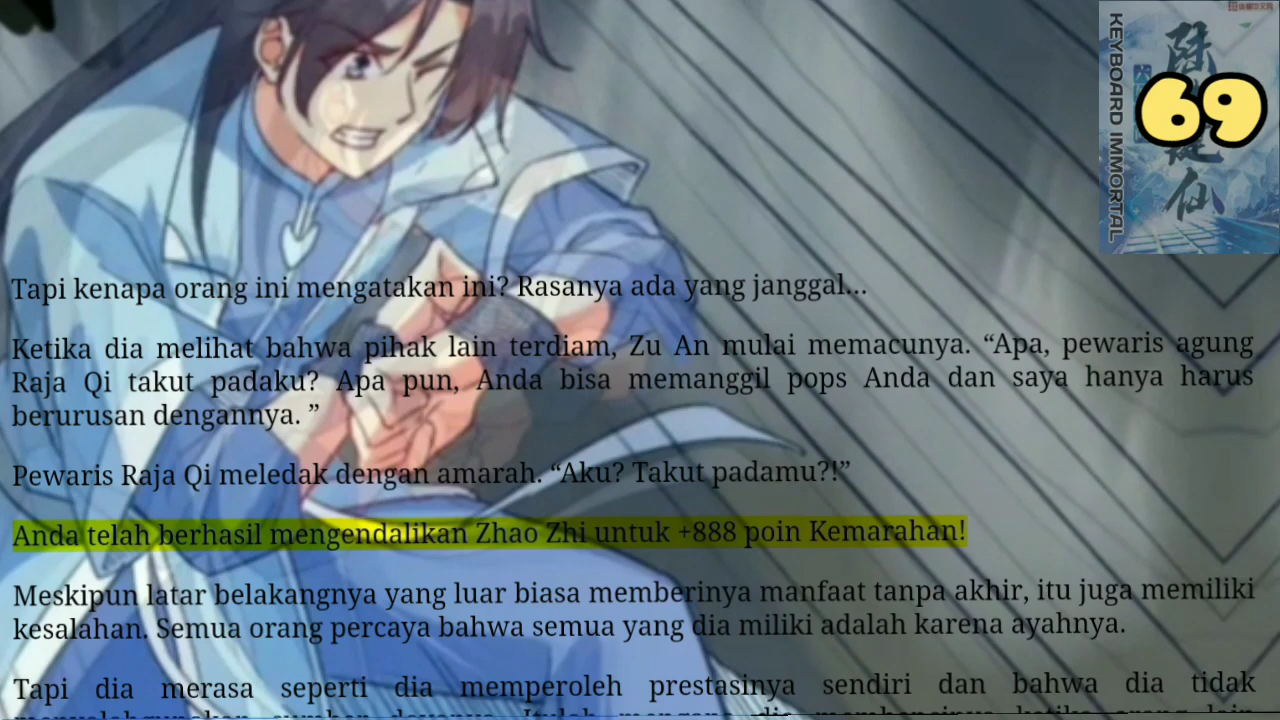 KEYBOARD IMMORTAL
69
仙
Tapi kenapa orang ini mengatakan ini? Rasanya ada yang janggal...
Ketika dia melihat bahwa pihak lain terdiam, Zu An mulai memacunya. “Apa, pewaris agung
Raja Qi takut padaku? Apa pun, Anda bisa memanggil pops Anda dan saya hanya harus
berurusan dengannya. ”
Pewaris Raja Qi meledak dengan amarah. “Aku? Takut padamu?!”
Anda telah berhasil mengendalikan Zhao Zhi untuk +888 poin Kemarahan!
Meskipun latar belakangnya yang luar biasa memberinya manfaat tanpa akhir, itu juga memiliki
kesalahan. Semua orang percaya bahwa semua yang dia miliki adalah karena ayahnya.
Tapi dia merasa seperti dia memperoleh prestasinya sendiri dan bahwa dia tidak